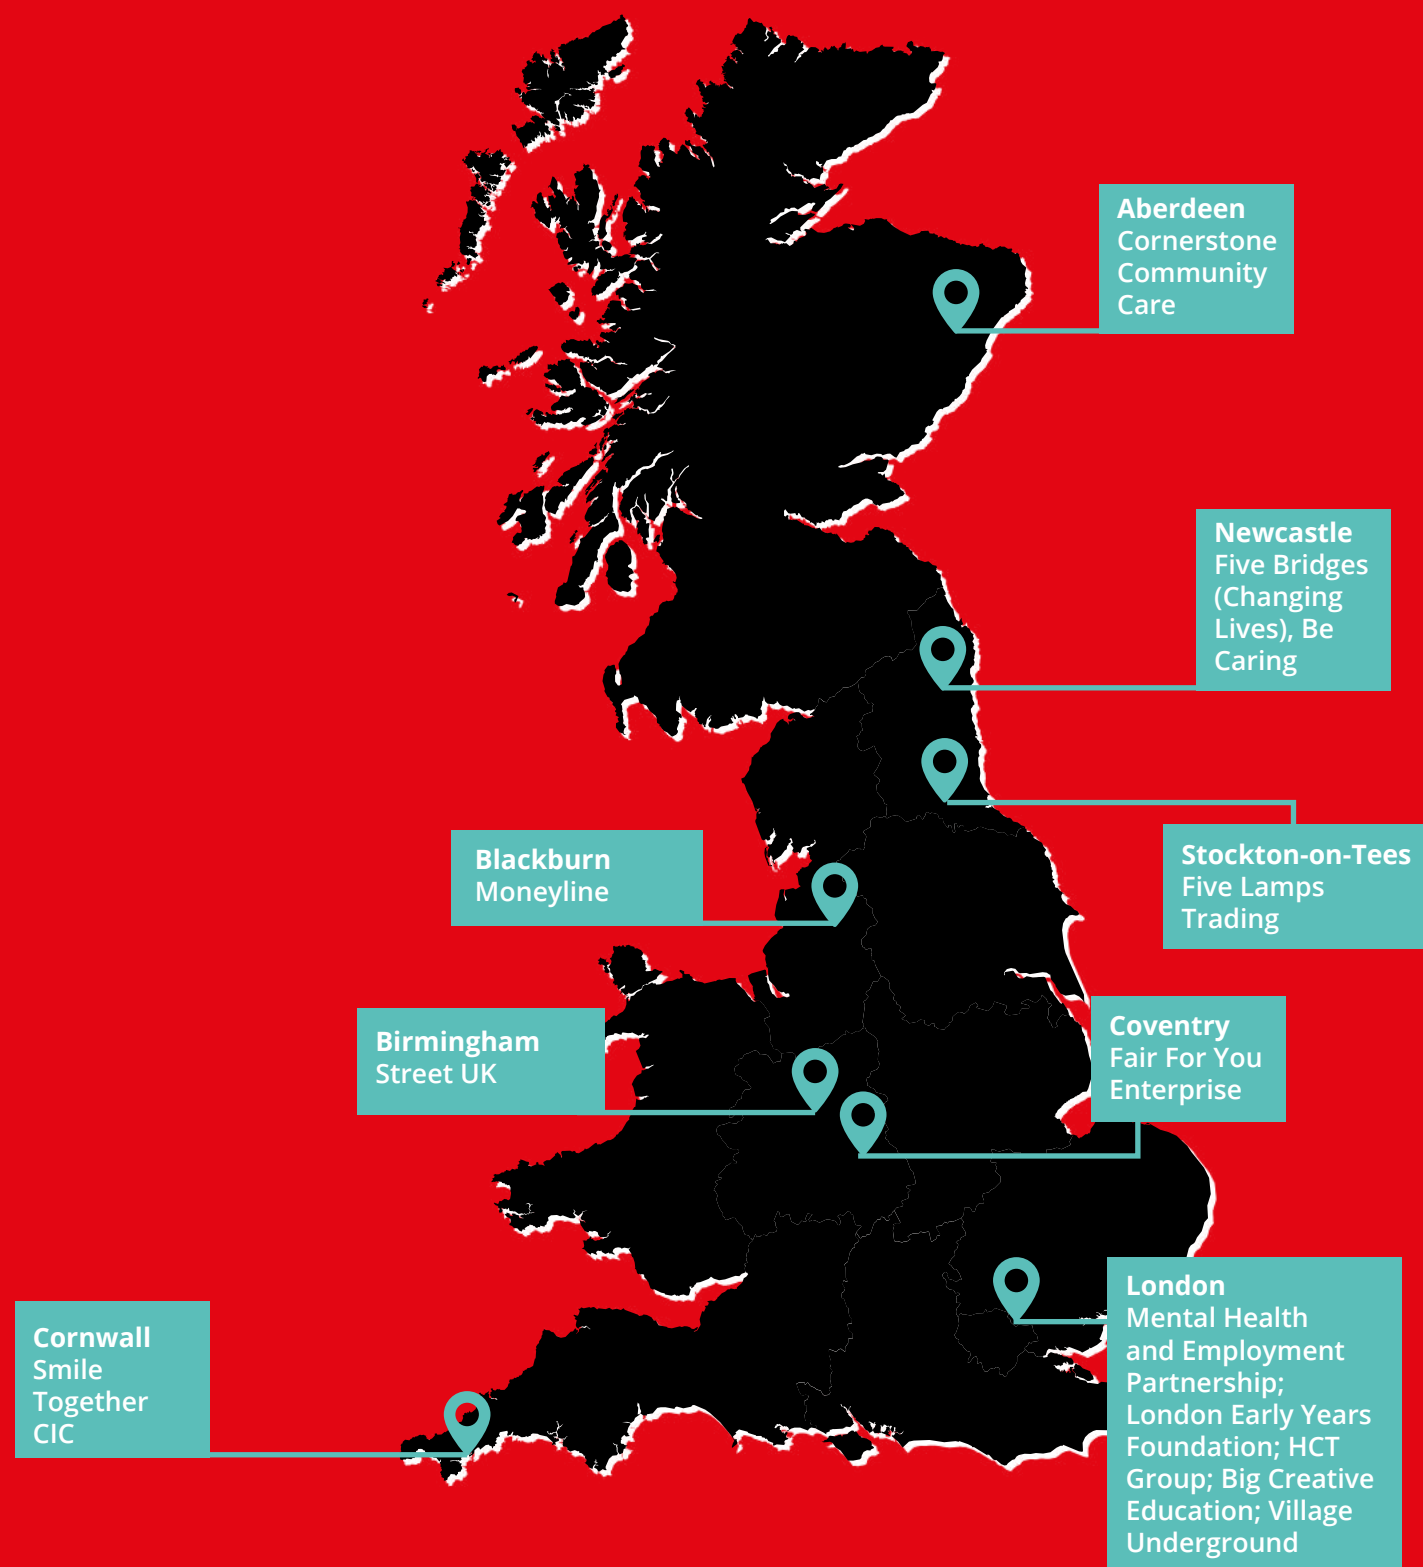 Aberdeen
Cornerstone
Community
Care
Newcastle
Five Bridges
(Changing
Lives), Be
Caring
Stockton-on-Tees
Five Lamps
Trading
Blackburn
Moneyline
Birmingham
Street UK
Coventry
Fair For You
Enterprise
London
Mental Health
and Employment
Partnership;
London Early Years
Foundation; HCT
Group; Big Creative
Education; Village
Underground
Cornwall
Smile
Together
CIC